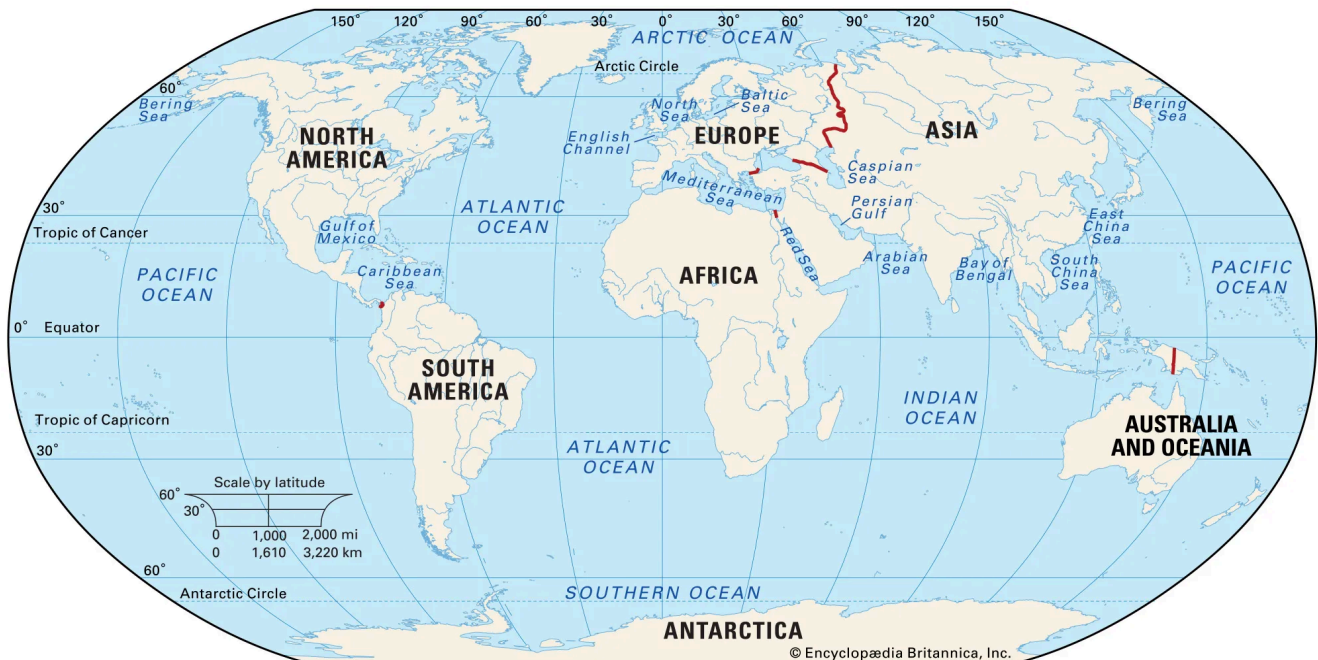 150° 120° 90° 60° 30° 0 30 60° 90 120° 150°
ARCTIC OCEAN
Arctic Circle
60°
Bering
Sea
NORTH
AMERICA
North
Sea
Baltic
Sea
English
Channel
EUROPE
ASIA
Bering
Sea
Caspian
Sea
Mediterranean
Sea
Persian
Gulf
30°
Tropic of Cancer
Gulf of
Mexico
ATLANTIC
OCEAN
East
China
Sea
PACIFIC
OCEAN
Caribbean
Sea
AFRICA
Red Sea
Arabian
Sea
Bay of
Bengal
South
China
Sea
PACIFIC
OCEAN
0° Equator
SOUTH
AMERICA
INDIAN
OCEAN
Tropic of Capricorn
AUSTRALIA
AND OCEANIA
30°
ATLANTIC
OCEAN
Scale by latitude
60°
30°
0 1,000 2,000 mi
0 1,610 3,220 km
60°
Antarctic Circle
SOUTHERN OCEAN
ANTARCTICA
© Encyclopædia Britannica, Inc.